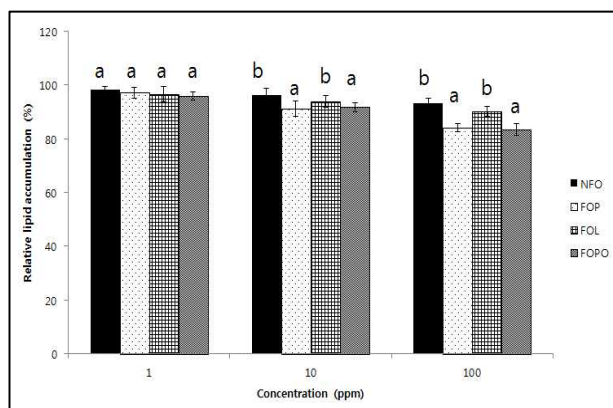 120
100
80
60
40
20
0
Relative lipid accumulation (%)
a a a a
b a b a
b a b a
1 10 100
Concentration (ppm)
NFO
FOP
FOL
FOPO